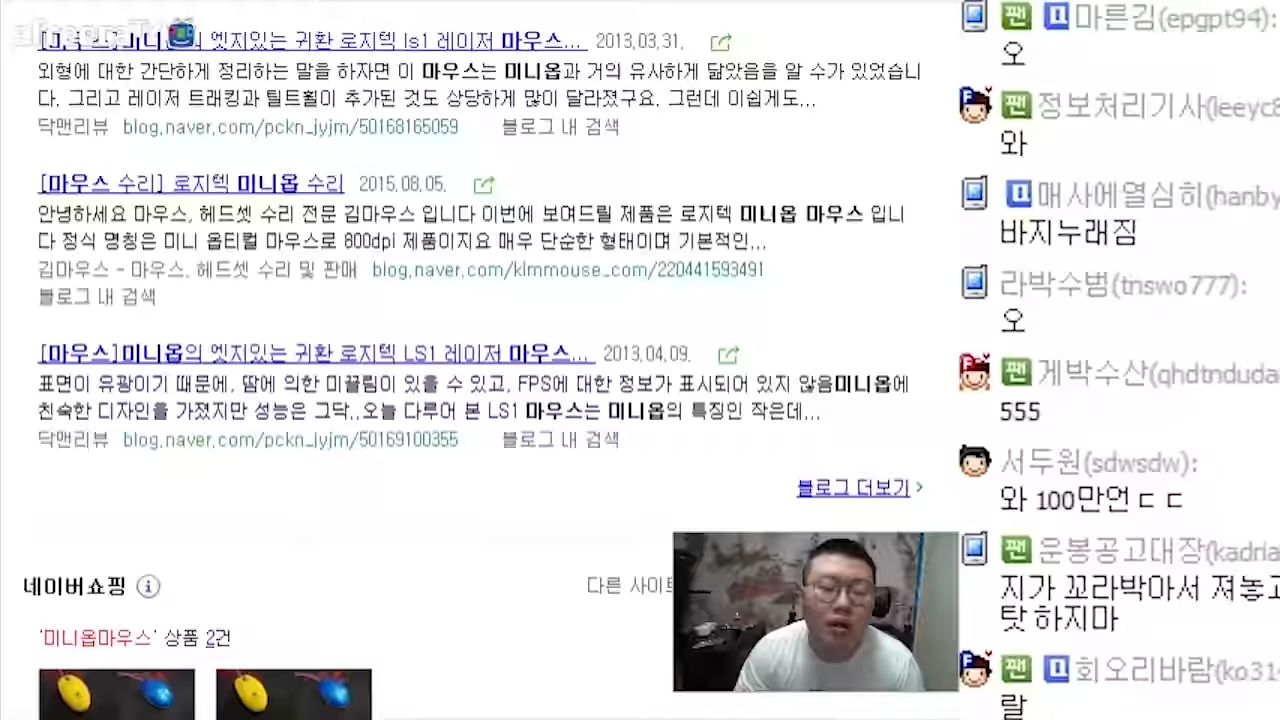 엣지있는 귀환 로지텍 ls1 레이저 마우스... 2013.03.31.
외형에 대한 간단하게 정리하는 말을 하자면 이 마우스는 미니옵과 거의 유사하게 닮았음을 알 수가 있었습니
다. 그리고 레이저 트래킹과 틸트휠이 추가된 것도 상당하게 많이 달라졌구요. 그런데 이쉽게도...
닥맨리뷰 blog.naver.com/pckn_jyjm/50168165059 블로그 내 검색
[마우스 수리] 로지텍 미니옵 수리 2015.08.05.
안녕하세요 마우스, 헤드셋 수리 전문 김마우스 입니다 이번에 보여드릴 제품은 로지텍 미니옵 마우스 입니
다 정식 명칭은 미니 옵티컬 마우스로 800dpi 제품이지요 매우 단순한 형태이며 기본적인...
김마우스 - 마우스, 헤드셋 수리 및 판매 blog.naver.com/kimmouse_com/220441593491
블로그 내 검색
[마우스]미니옵의 엣지있는 귀환 로지텍 LS1 레이저 마우스... 2013.04.09.
표면이 유광이기 때문에, 땀에 의한 미끌림이 있을 수 있고, FPS에 대한 정보가 표시되어 있지 않음미니옵에
친숙한 디자인을 가졌지만 성능은 그닥..오늘 다루어 본 LS1 마우스는 미니옵의 특징인 작은데...
닥맨리뷰 blog.naver.com/pckn_jyjm/50169100355 블로그 내 검색
블로그 더보기 >
네이버쇼핑
다른 사이트
'미니옵마우스' 상품 2건
팬 마른김(epgpt94):
오
팬 정보처리기사(leeyc8
와
매사에열심히(hanby
바지누래짐
라박수범(tnswo777):
오
팬 게박수산(qhdtnduda
555
서두원(sdwsdw):
와 100만언ㄷㄷ
팬 운봉공고대장(kadria
지가 꼬라박아서 져놓고
탓하지마
팬 회오리바람(ko31
랄